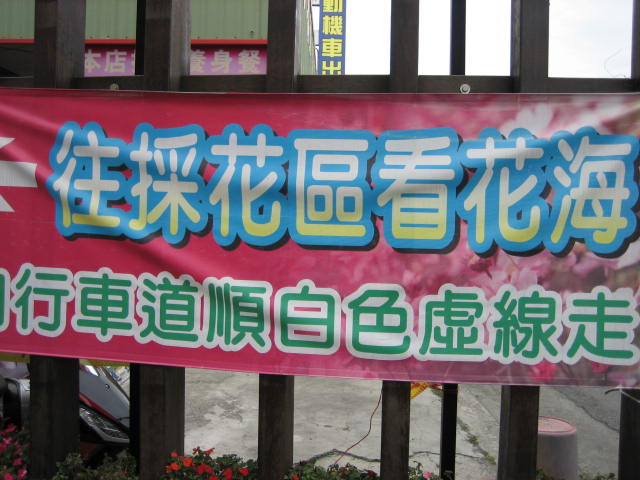 本店 養身餐
動機車出
往採花區看花海
行車道順白色虛線走